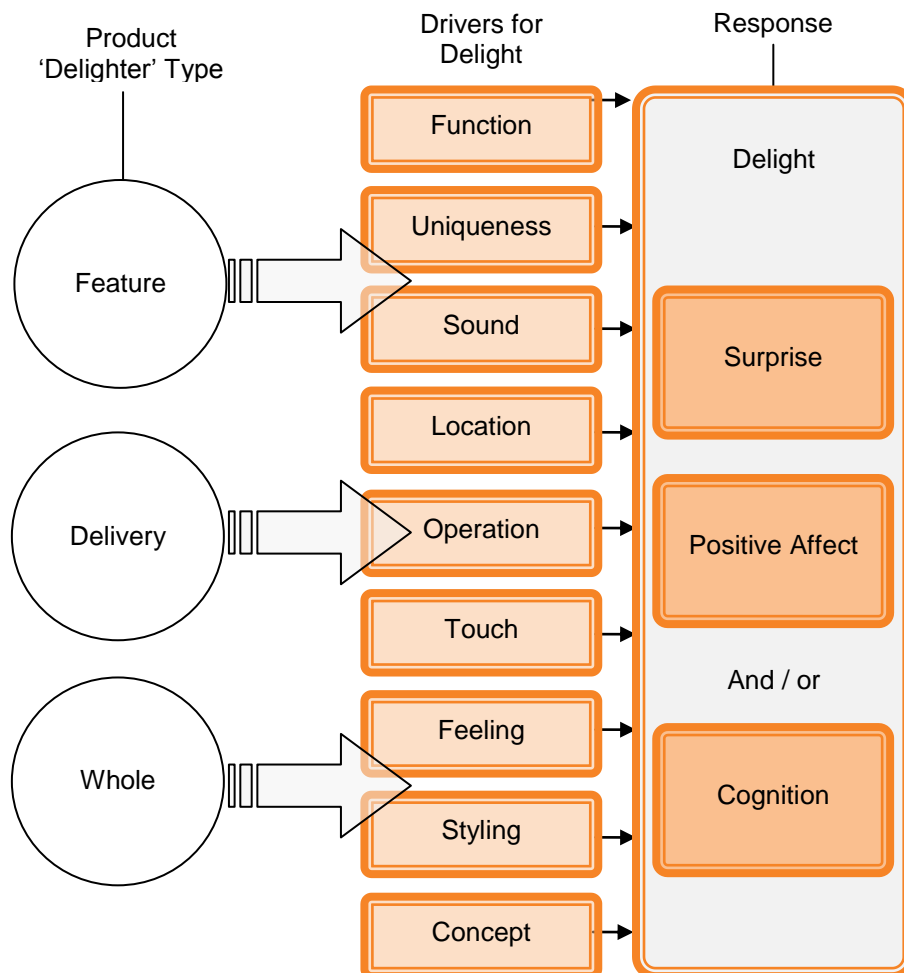 Product
‘Delighter’ Type
Drivers for
Delight
Response
Feature
Delivery
Whole
Function
Uniqueness
Sound
Location
Operation
Touch
Feeling
Styling
Concept
Delight
Surprise
Positive Affect
And / or
Cognition